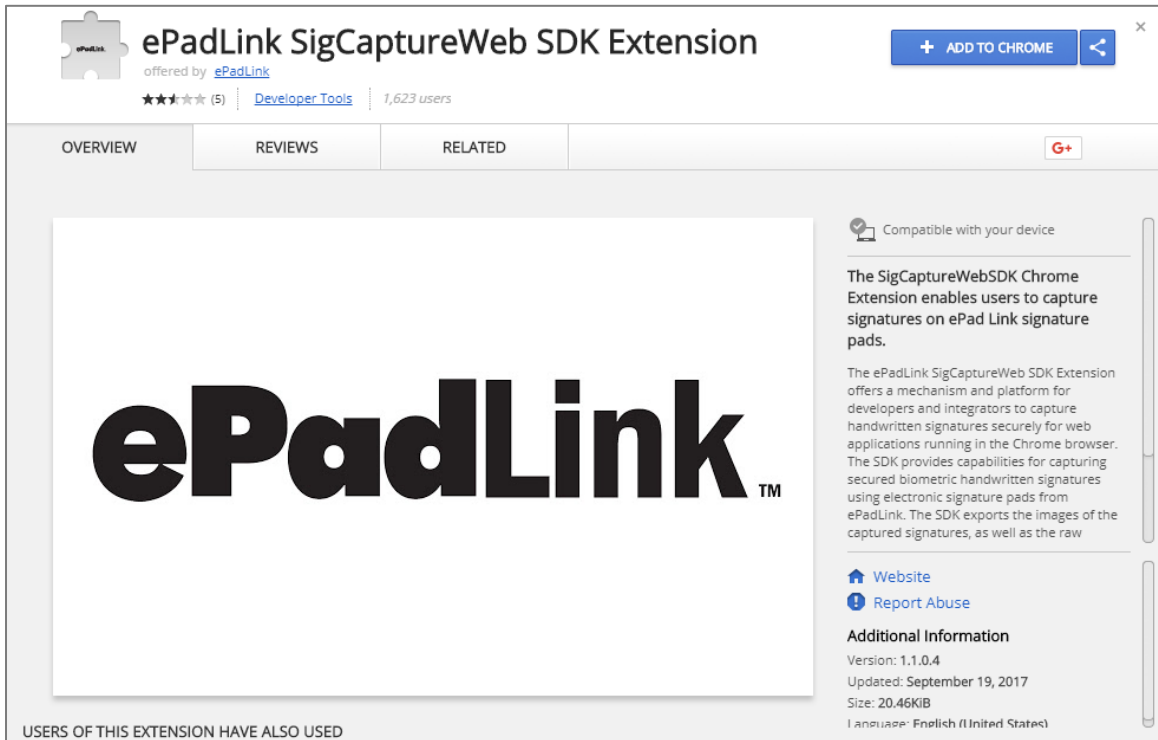 ePadLink
ePadLink SigCaptureWeb SDK Extension
offered by ePadLink
(5) Developer Tools 1,623 users
+ ADD TO CHROME
×
OVERVIEW REVIEWS RELATED
G+
ePadLink™
Compatible with your device
The SigCaptureWebSDK Chrome
Extension enables users to capture
signatures on ePad Link signature
pads.
The ePadLink SigCaptureWeb SDK Extension
offers a mechanism and platform for
developers and integrators to capture
handwritten signatures securely for web
applications running in the Chrome browser.
The SDK provides capabilities for capturing
secured biometric handwritten signatures
using electronic signature pads from
ePadLink. The SDK exports the images of the
captured signatures, as well as the raw
Website
Report Abuse
Additional Information
Version: 1.1.0.4
Updated: September 19, 2017
Size: 20.46KiB
Language: English (United States)
USERS OF THIS EXTENSION HAVE ALSO USED